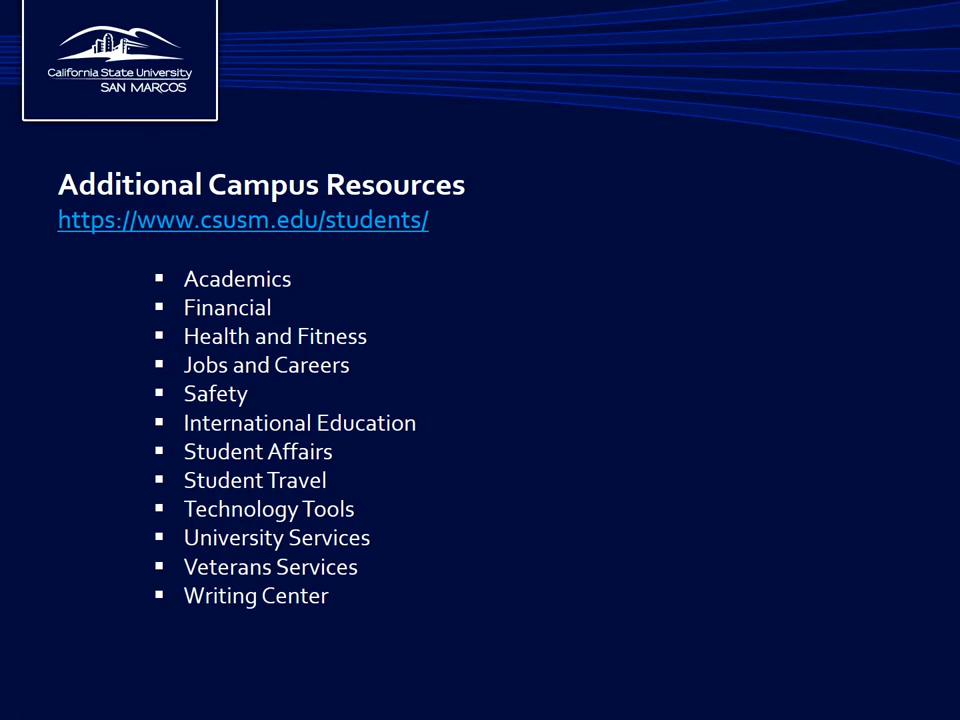 California State University
SAN MARCOS
Additional Campus Resources
https://www.csusm.edu/students/
▪ Academics
▪ Financial
▪ Health and Fitness
▪ Jobs and Careers
▪ Safety
▪ International Education
▪ Student Affairs
▪ Student Travel
▪ Technology Tools
▪ University Services
▪ Veterans Services
▪ Writing Center